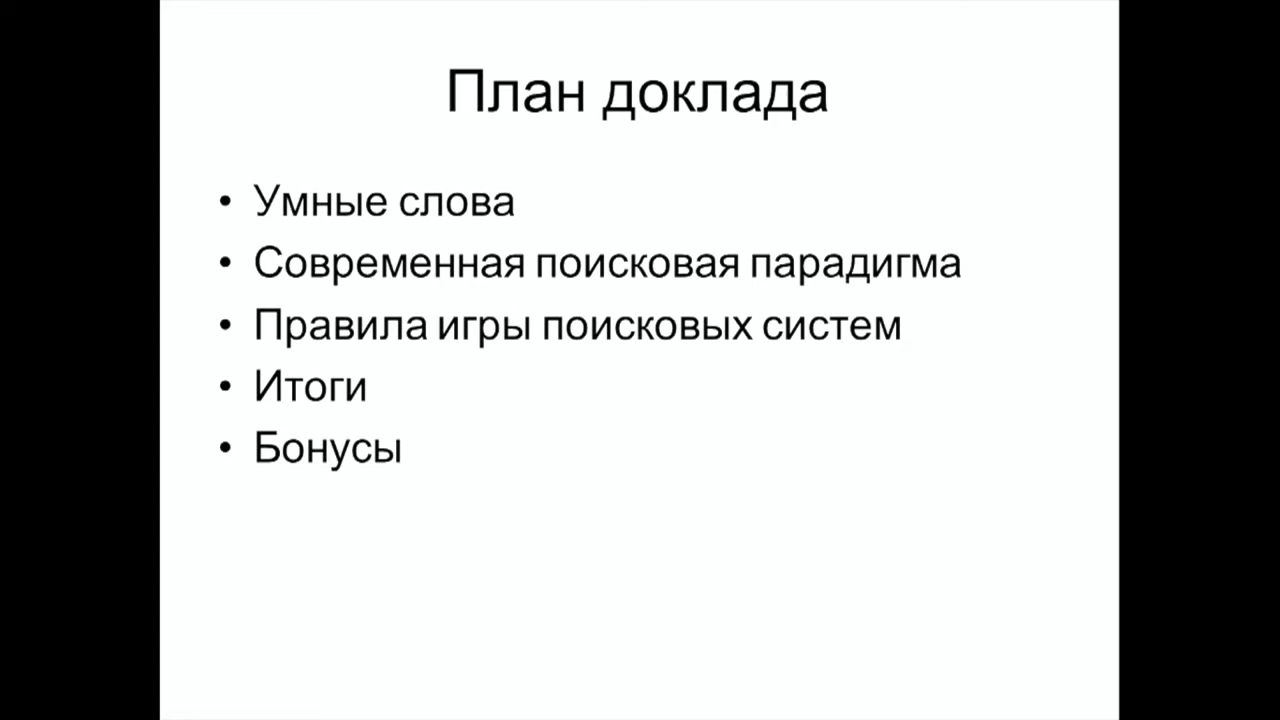 План доклада
• Умные слова
• Современная поисковая парадигма
• Правила игры поисковых систем
• Итоги
• Бонусы